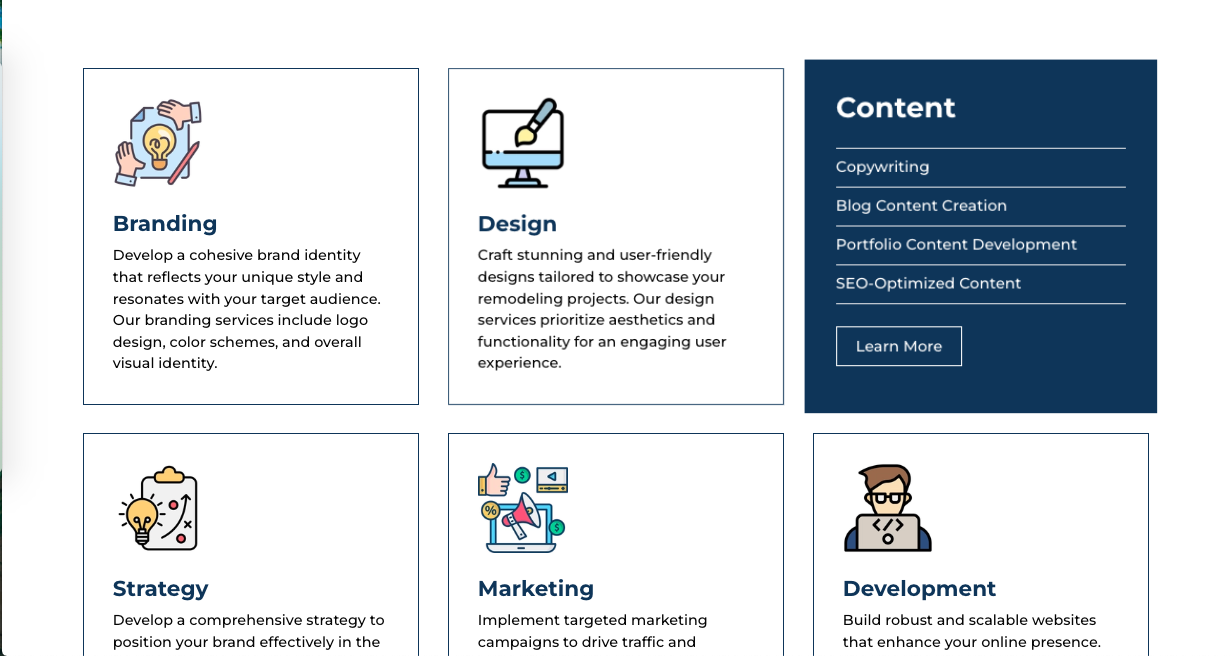 Branding
Develop a cohesive brand identity
that reflects your unique style and
resonates with your target audience.
Our branding services include logo
design, color schemes, and overall
visual identity.
Design
Craft stunning and user-friendly
designs tailored to showcase your
remodeling projects. Our design
services prioritize aesthetics and
functionality for an engaging user
experience.
Content
Copywriting
Blog Content Creation
Portfolio Content Development
SEO-Optimized Content
Learn More
$
%
$
</>
Strategy
Develop a comprehensive strategy to
position your brand effectively in the
Marketing
Implement targeted marketing
campaigns to drive traffic and
Development
Build robust and scalable websites
that enhance your online presence.